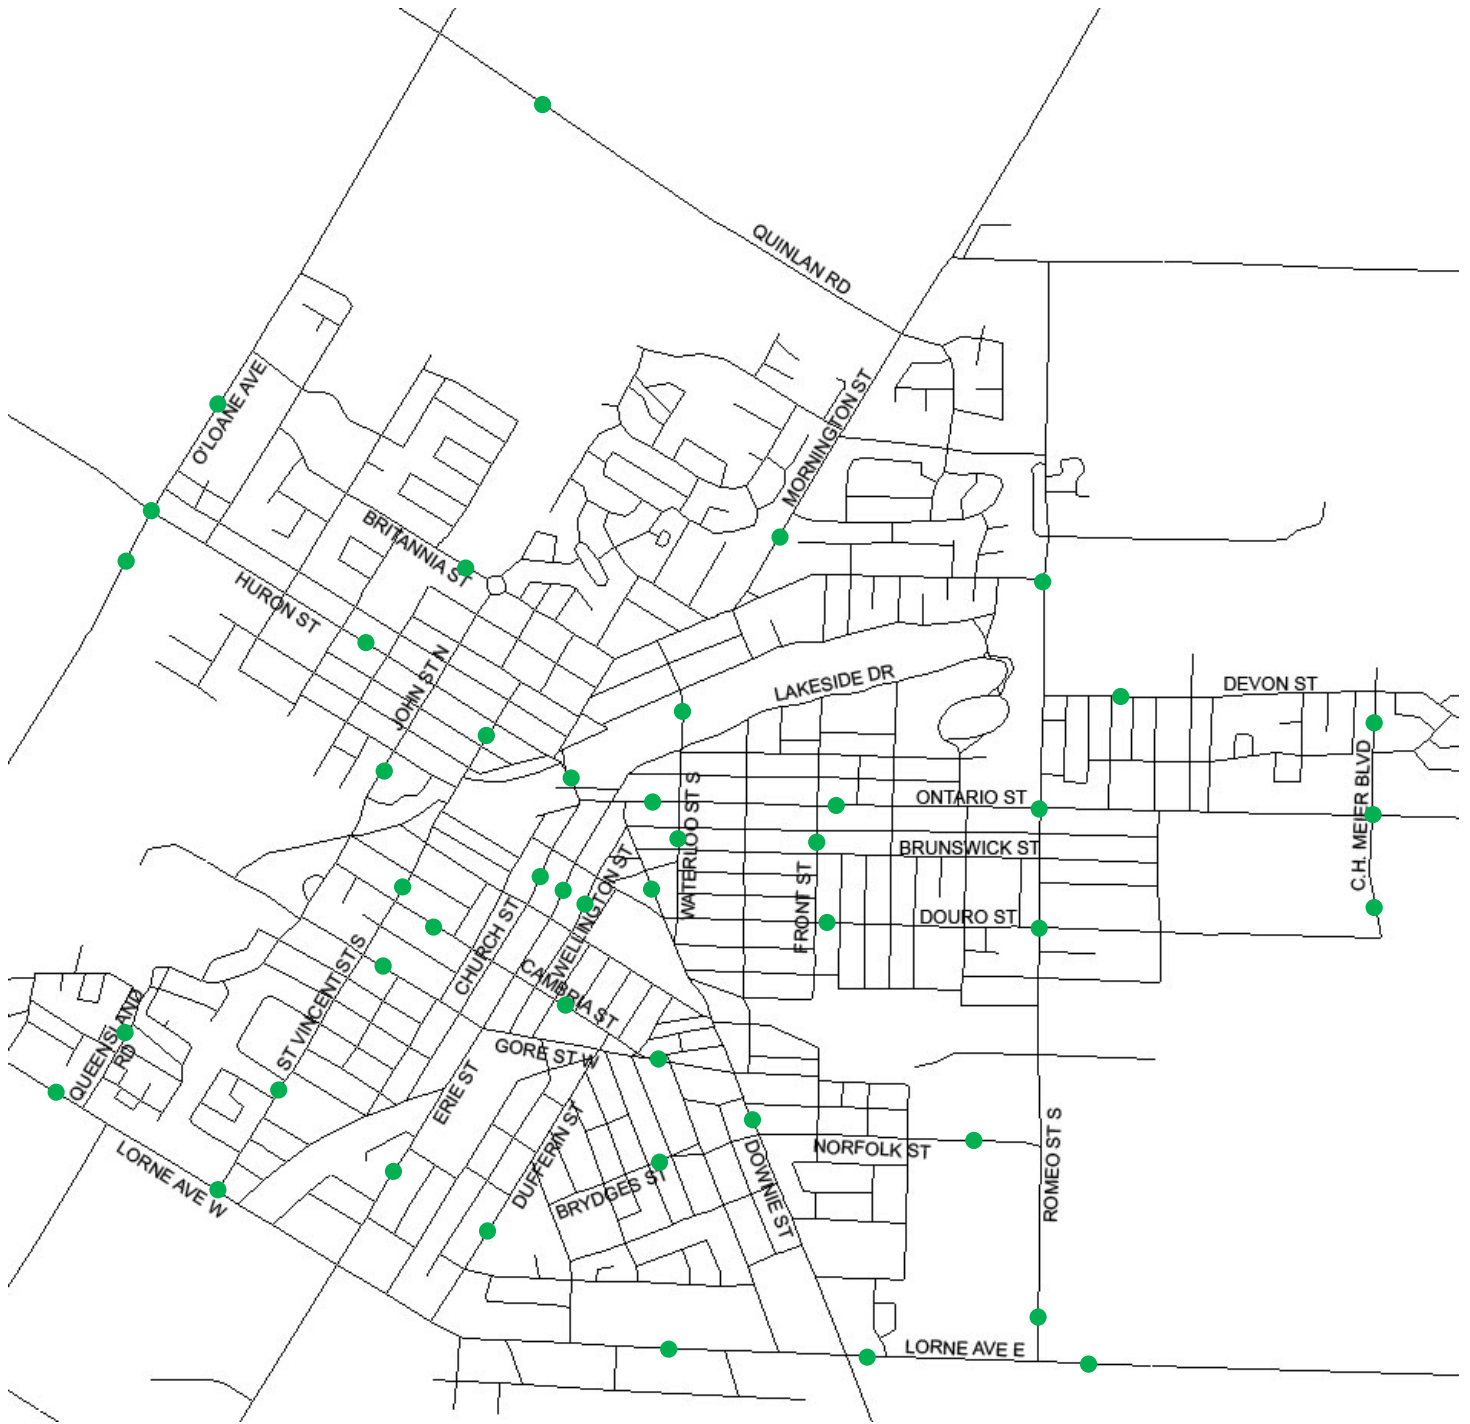 QUINLAN RD
O'LOANE AVE
MORNINGTON ST
BRITANNIA ST
HURON ST
JOHN ST N
LAKESIDE DR
DEVON ST
C.H. MEIER BLVD
WATERLOO ST S
ONTARIO ST
BRUNSWICK ST
WELLINGTON ST
FRONT ST
DOURO ST
CHURCH ST
CAMBRIA ST
ST VINCENT ST S
QUEENSLAND
RD
GORE ST W
ERIE ST
DUFFERIN ST
NORFOLK ST
ROMEO ST S
DOWNIE ST
BRYDGES ST
LORNE AVE W
LORNE AVE E